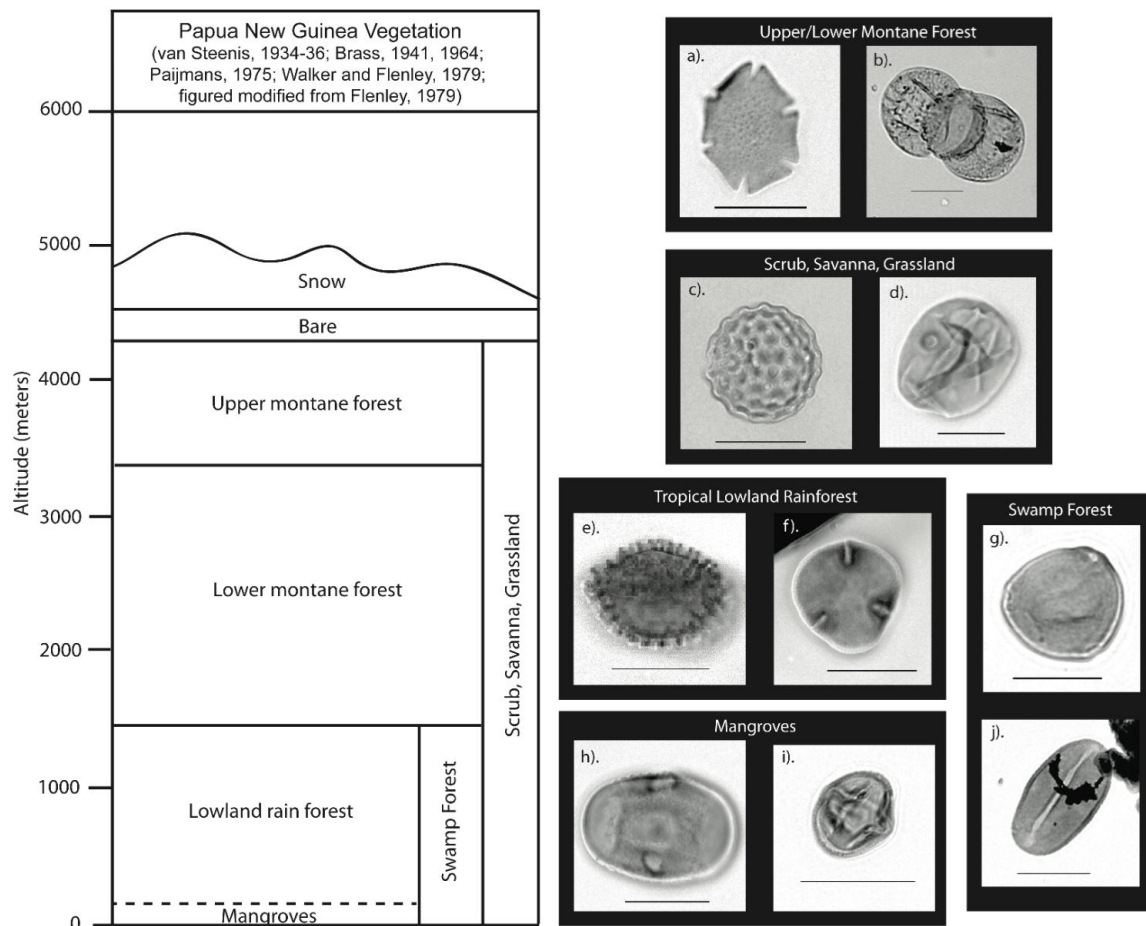 Papua New Guinea Vegetation
(van Steenis, 1934-36; Brass, 1941, 1964;
Paijmans, 1975; Walker and Flenley, 1979;
figured modified from Flenley, 1979)
Altitude (meters)
6000
5000
4000
3000
2000
1000
0
Snow
Bare
Upper montane forest
Lower montane forest
Lowland rain forest
Mangroves
Swamp Forest
Scrub, Savanna, Grassland
Upper/Lower Montane Forest
a).
b).
Scrub, Savanna, Grassland
c).
d).
Tropical Lowland Rainforest
e).
f).
Swamp Forest
g).
j).
Mangroves
h).
i).